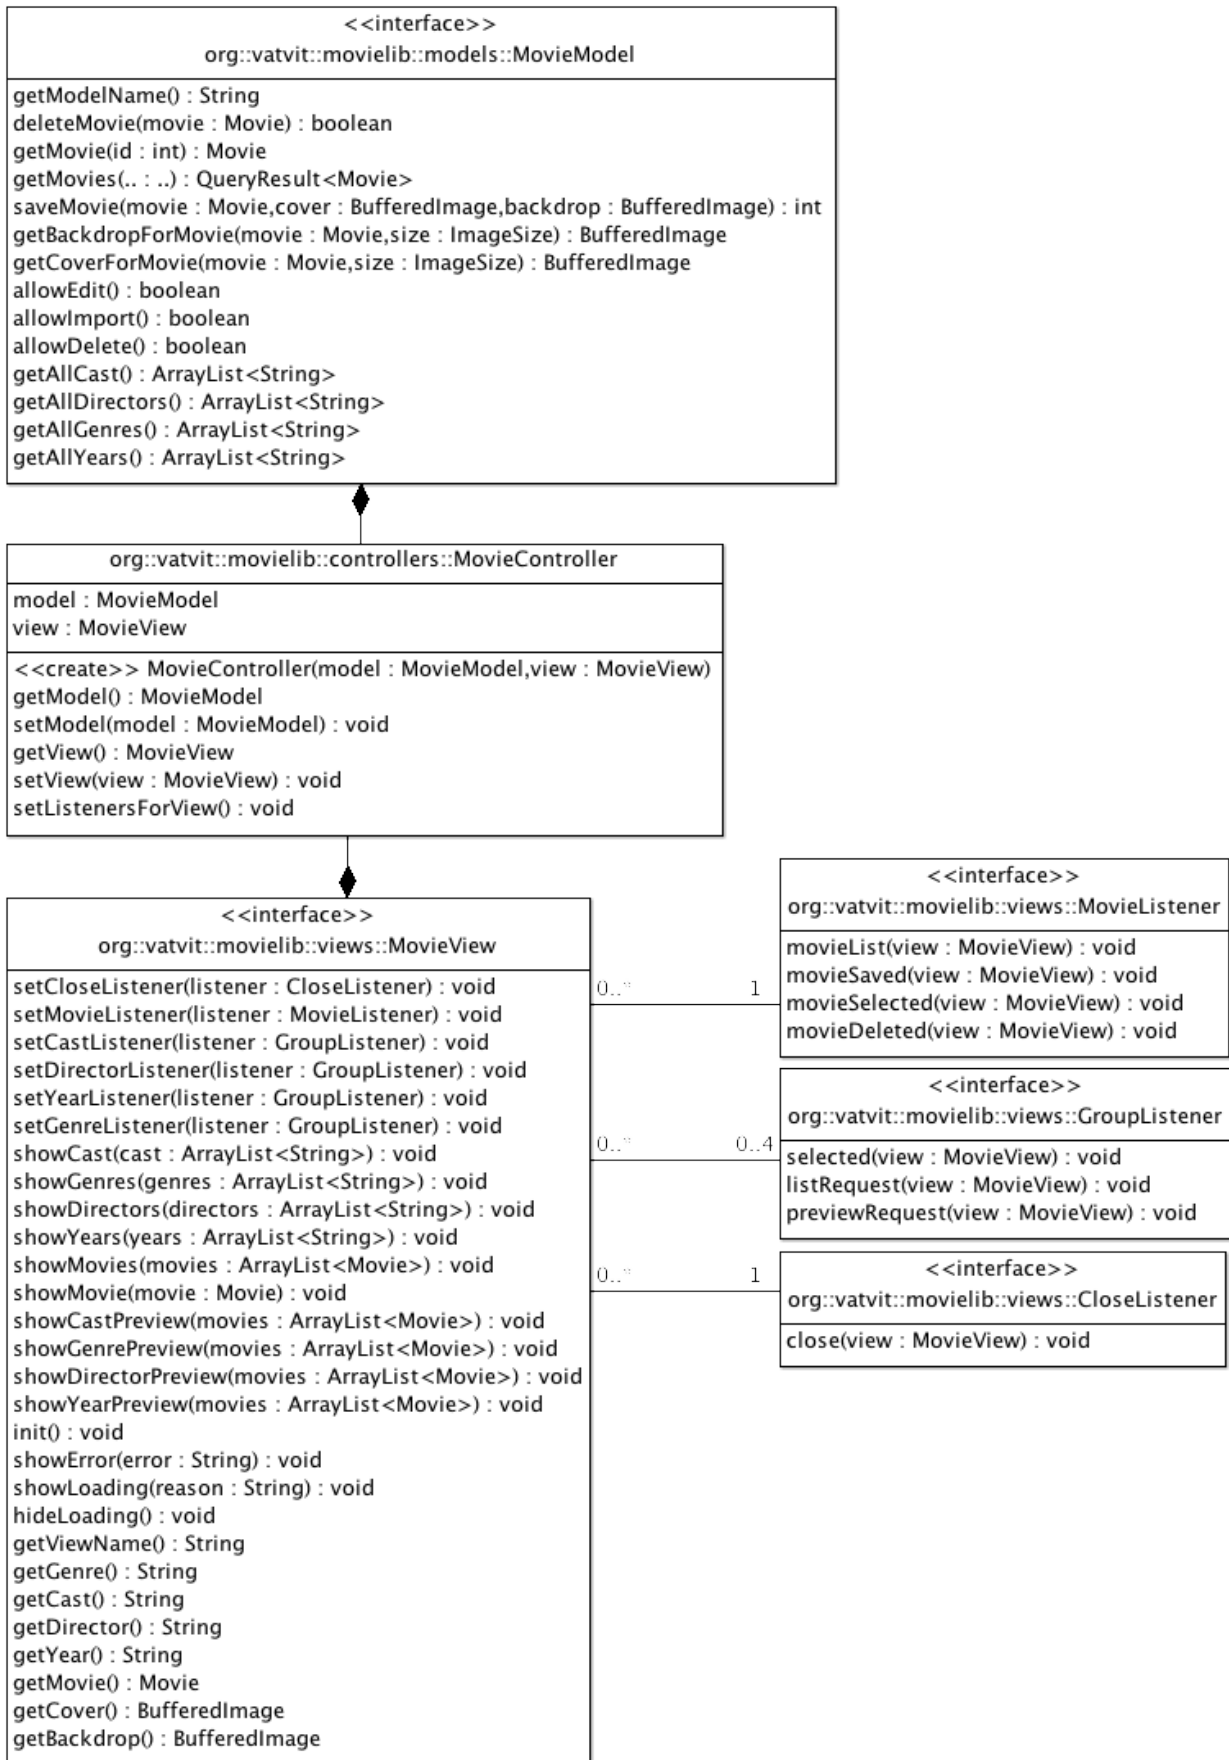 <<interface>>
org::vatvit::movielib::models::MovieModel
getModelName() : String
deleteMovie(movie : Movie) : boolean
getMovie(id : int) : Movie
getMovies(.. : ..) : QueryResult<Movie>
saveMovie(movie : Movie,cover : BufferedImage,backdrop : BufferedImage) : int
getBackdropForMovie(movie : Movie,size : ImageSize) : BufferedImage
getCoverForMovie(movie : Movie,size : ImageSize) : BufferedImage
allowEdit() : boolean
allowImport() : boolean
allowDelete() : boolean
getAllCast() : ArrayList<String>
getAllDirectors() : ArrayList<String>
getAllGenres() : ArrayList<String>
getAllYears() : ArrayList<String>
org::vatvit::movielib::controllers::MovieController
model : MovieModel
view : MovieView
<<create>> MovieController(model : MovieModel,view : MovieView)
getModel() : MovieModel
setModel(model : MovieModel) : void
getView() : MovieView
setView(view : MovieView) : void
setListenersForView() : void
<<interface>>
org::vatvit::movielib::views::MovieView
setCloseListener(listener : CloseListener) : void
setMovieListener(listener : MovieListener) : void
setCastListener(listener : GroupListener) : void
setDirectorListener(listener : GroupListener) : void
setYearListener(listener : GroupListener) : void
setGenreListener(listener : GroupListener) : void
showCast(cast : ArrayList<String>) : void
showGenres(genres : ArrayList<String>) : void
showDirectors(directors : ArrayList<String>) : void
showYears(years : ArrayList<String>) : void
showMovies(movies : ArrayList<Movie>) : void
showMovie(movie : Movie) : void
showCastPreview(movies : ArrayList<Movie>) : void
showGenrePreview(movies : ArrayList<Movie>) : void
showDirectorPreview(movies : ArrayList<Movie>) : void
showYearPreview(movies : ArrayList<Movie>) : void
init() : void
showError(error : String) : void
showLoading(reason : String) : void
hideLoading() : void
getViewName() : String
getGenre() : String
getCast() : String
getDirector() : String
getYear() : String
getMovie() : Movie
getCover() : BufferedImage
getBackdrop() : BufferedImage
0..* 1
0..* 0..4
0..* 1
<<interface>>
org::vatvit::movielib::views::MovieListener
movieList(view : MovieView) : void
movieSaved(view : MovieView) : void
movieSelected(view : MovieView) : void
movieDeleted(view : MovieView) : void
<<interface>>
org::vatvit::movielib::views::GroupListener
selected(view : MovieView) : void
listRequest(view : MovieView) : void
previewRequest(view : MovieView) : void
<<interface>>
org::vatvit::movielib::views::CloseListener
close(view : MovieView) : void